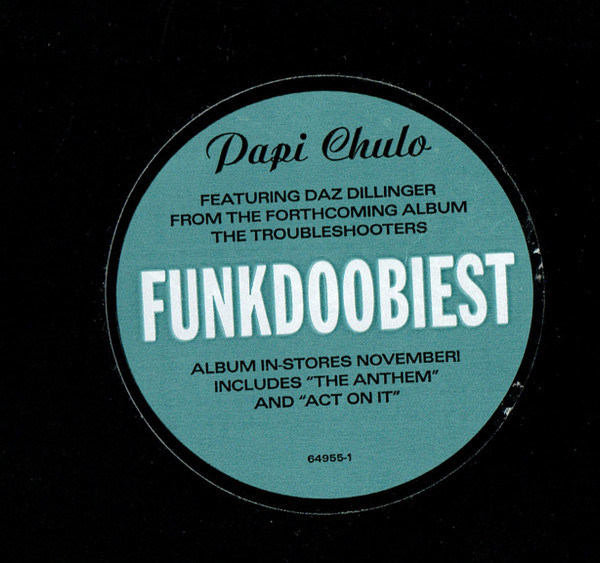 Papi Chulo
FEATURING DAZ DILLINGER
FROM THE FORTHCOMING ALBUM
THE TROUBLESHOOTERS
FUNKDOOBIEST
ALBUM IN-STORES NOVEMBER!
INCLUDES “THE ANTHEM”
AND “ACT ON IT”
64955-1